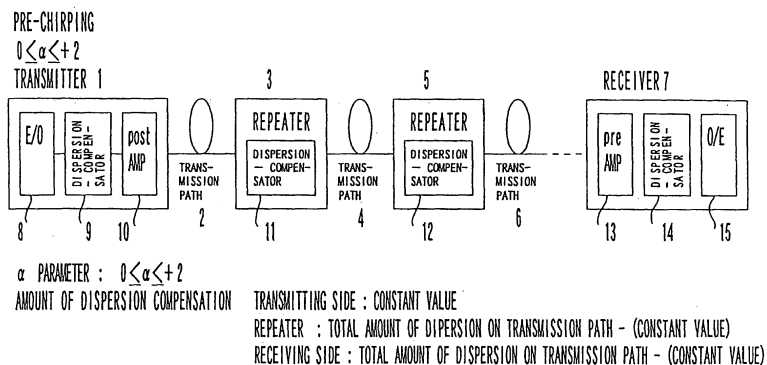 PRE-CHIRPING
0≤α≤+2
TRANSMITTER 1
3
5
RECEIVER 7
E/O
DISPERSION
-COMPEN-
SATOR
post
AMP
REPEATER
DISPERSION
- COMPEN-
SATOR
REPEATER
DISPERSION
- COMPEN-
SATOR
pre
AMP
DISPERSION
-COMPEN-
SATOR
O/E
TRANS-
MISSION
PATH
2
TRANS-
MISSION
PATH
4
TRANS-
MISSION
PATH
6
8
9
10
11
12
13
14
15
α PARAMETER : 0≤α≤+2
AMOUNT OF DISPERSION COMPENSATION TRANSMITTING SIDE : CONSTANT VALUE
REPEATER : TOTAL AMOUNT OF DIPERSION ON TRANSMISSION PATH - (CONSTANT VALUE)
RECEIVING SIDE : TOTAL AMOUNT OF DISPERSION ON TRANSMISSION PATH - (CONSTANT VALUE)